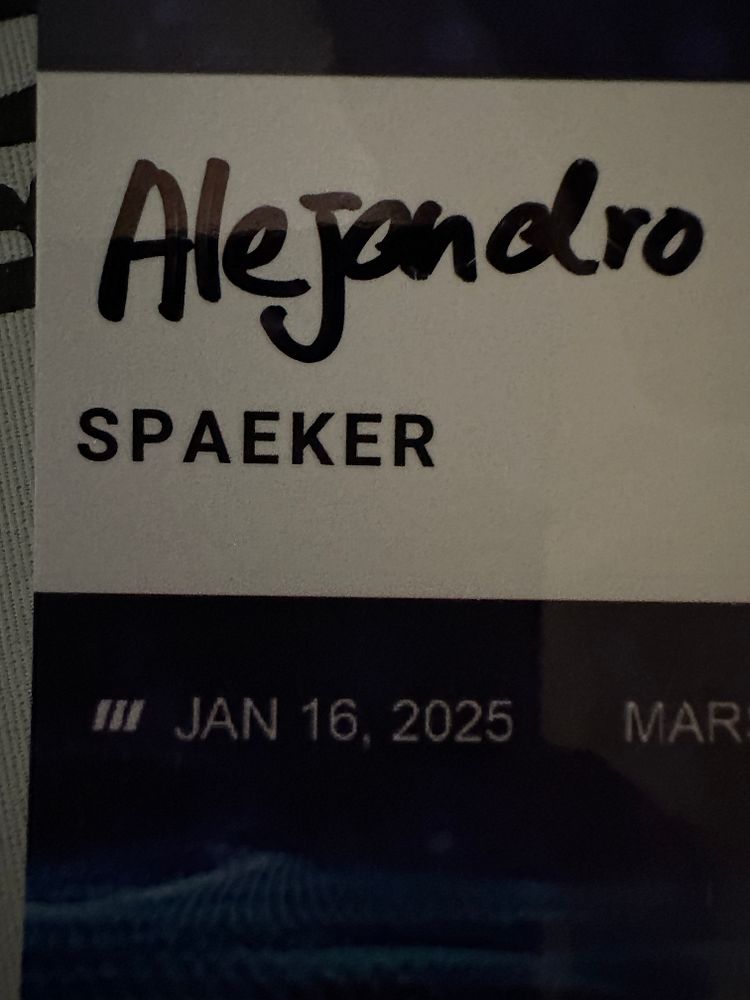 Alejandro
SPAEKER
JAN 16, 2025